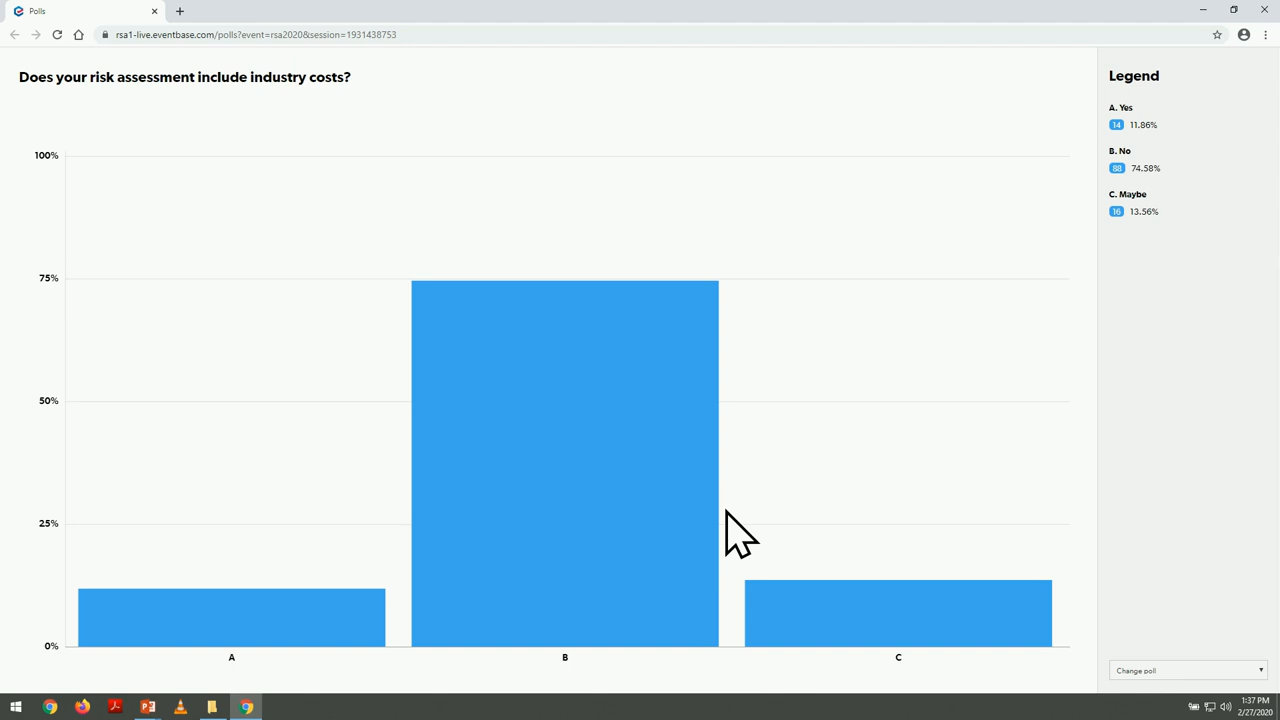 Polls
rsa1-live.eventbase.com/polls?event=rsa2020&session=1931438753
Does your risk assessment include industry costs?
100%
75%
50%
25%
0%
A
B
C
Legend
A. Yes
14 11.86%
B. No
88 74.58%
C. Maybe
16 13.56%
Change poll
1:37 PM
2/27/2020